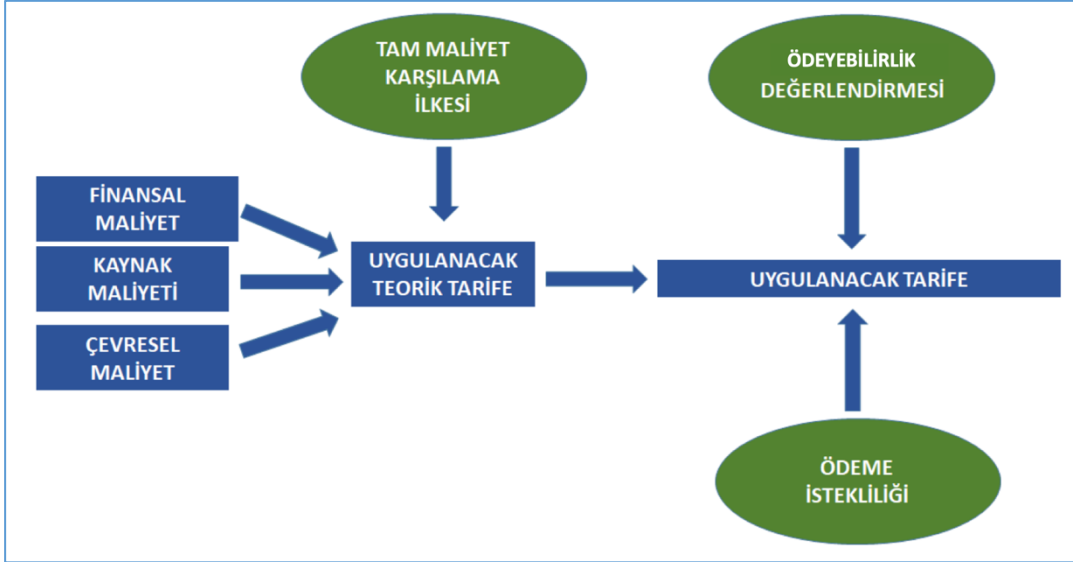 TAM MALİYET
KARŞILAMA
İLKESİ
ÖDEYEBİLİRLİK
DEĞERLENDİRMESİ
FİNANSAL
MALİYET
KAYNAK
MALİYETİ
ÇEVRESEL
MALİYET
UYGULANACAK
TEORİK TARİFE
UYGULANACAK TARİFE
ÖDEME
İSTEKLİLİĞİ